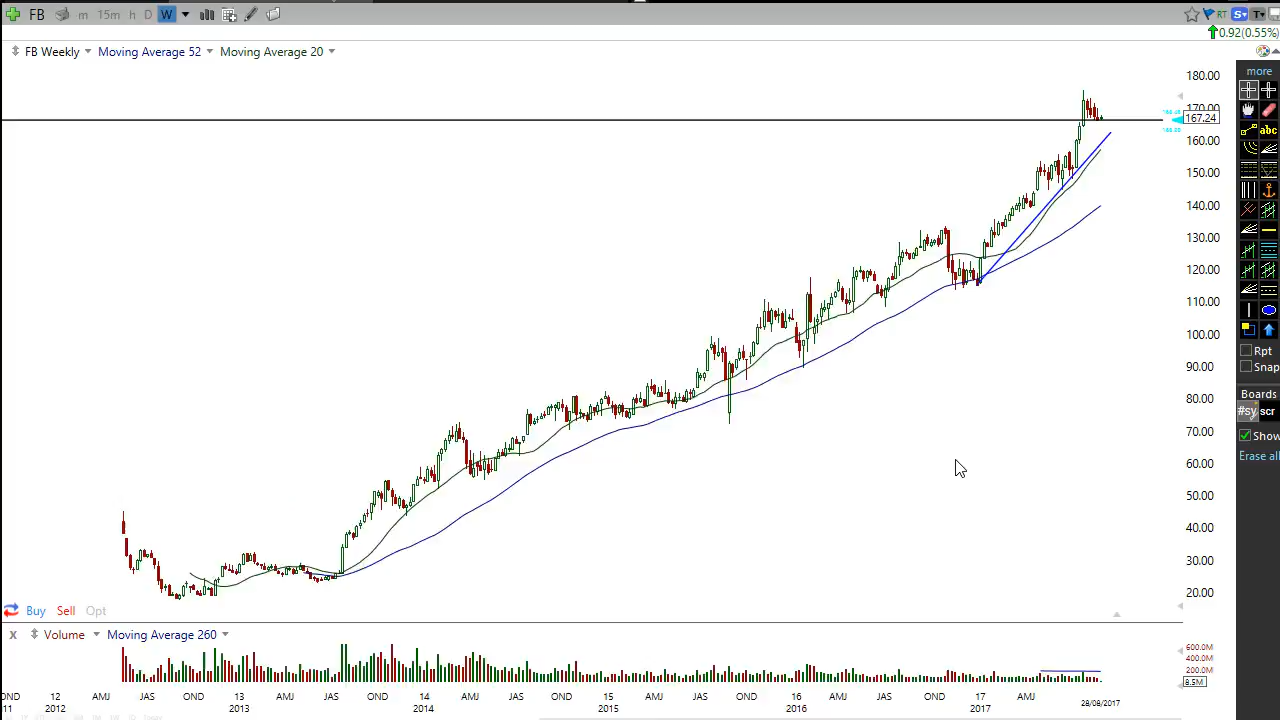 FB m 15m h D W RT S T
0.92(0.55%)
FB Weekly Moving Average 52 Moving Average 20
more
180.00
170.00
167.24
160.00
150.00
140.00
130.00
120.00
110.00
100.00
90.00
80.00
70.00
60.00
50.00
40.00
30.00
20.00
abc
Rpt
Snap
Boards
#sy scr
Show
Erase all
Buy Sell Opt
X Volume Moving Average 260
600.0M
400.0M
200.0M
8.5M
OND 12 AMJ JAS OND 13 AMJ JAS OND 14 AMJ JAS OND 15 AMJ JAS OND 16 AMJ JAS OND 17 AMJ
11 2012 2013 2014 2015 2016 2017 28/08/2017